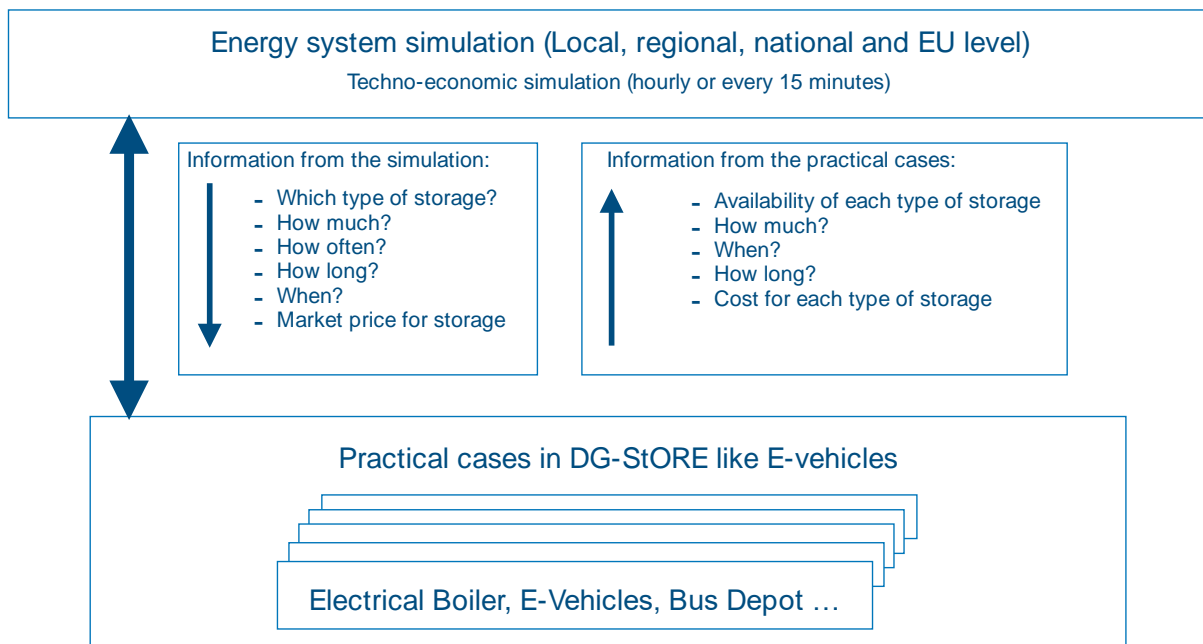 Energy system simulation (Local, regional, national and EU level)
Techno-economic simulation (hourly or every 15 minutes)
Information from the simulation:
- Which type of storage?
- How much?
- How often?
- How long?
- When?
- Market price for storage
Information from the practical cases:
- Availability of each type of storage
- How much?
- When?
- How long?
- Cost for each type of storage
Practical cases in DG-StORE like E-vehicles
Electrical Boiler, E-Vehicles, Bus Depot …